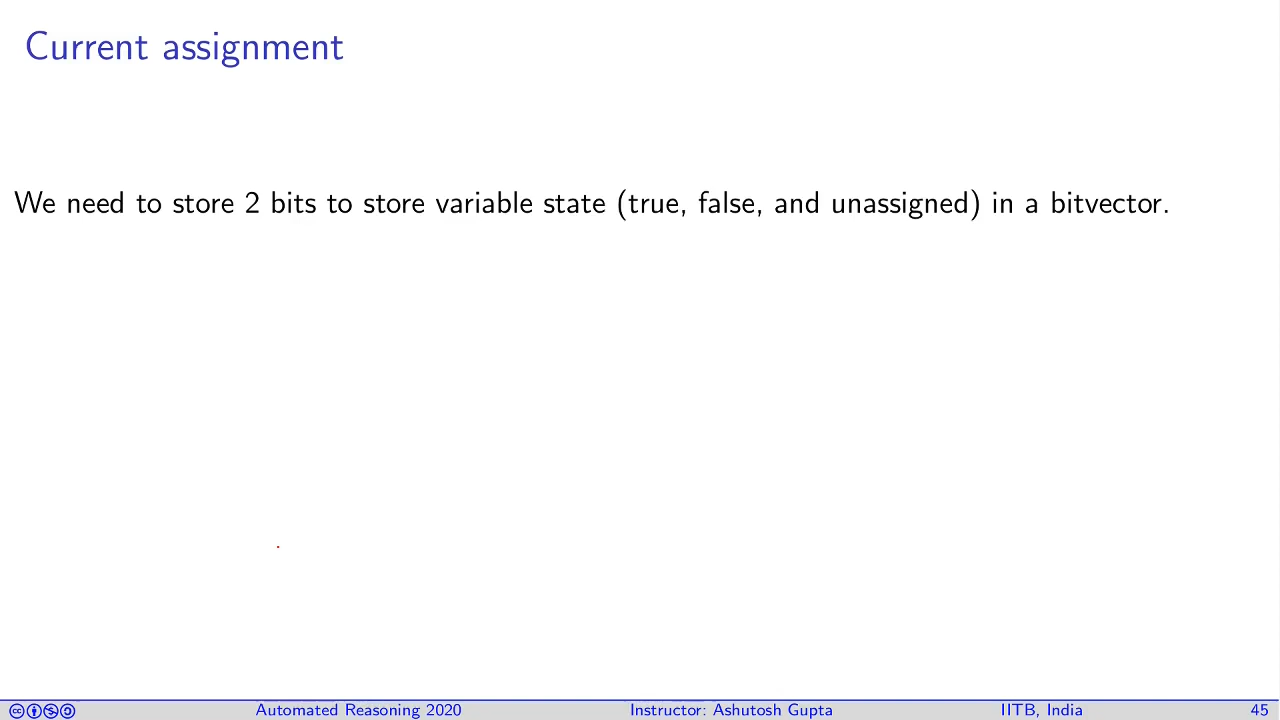 Current assignment
We need to store 2 bits to store variable state (true, false, and unassigned) in a bitvector.
Automated Reasoning 2020 Instructor: Ashutosh Gupta IITB, India 45